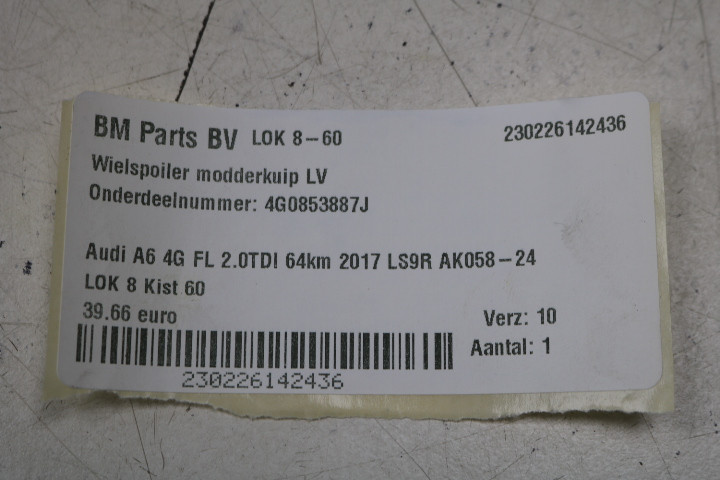 BM Parts BV LOK 8-60 230226142436
Wielspoiler modderkuip LV
Onderdeelnummer: 4G0853887J
Audi A6 4G FL 2.0TDI 64km 2017 LS9R AK058-24
LOK 8 Kist 60
39.66 euro Verz: 10
Aantal: 1
230226142436